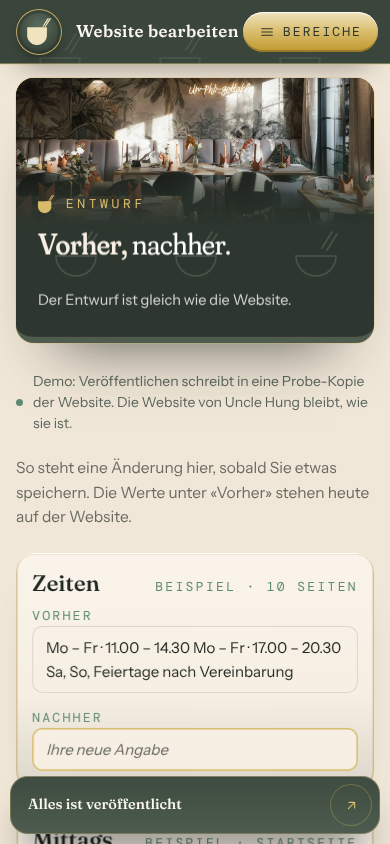 Website bearbeiten
BEREICHE
ENTWURF
Vorher, nachher.
Der Entwurf ist gleich wie die Website.
Demo: Veröffentlichen schreibt in eine Probe-Kopie
der Website. Die Website von Uncle Hung bleibt, wie
sie ist.
So steht eine Änderung hier, sobald Sie etwas
speichern. Die Werte unter «Vorher» stehen heute
auf der Website.
Zeiten
BEISPIEL · 10 SEITEN
VORHER
Mo – Fr · 11.00 – 14.30 Mo – Fr · 17.00 – 20.30
Sa, So, Feiertage nach Vereinbarung
NACHHER
Ihre neue Angabe
Alles ist veröffentlicht
Mittags
BEISPIEL · STARTSEITE